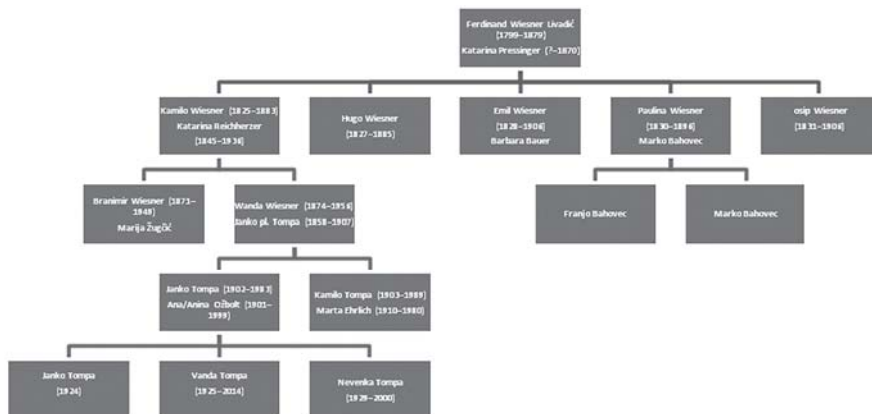 Ferdinand Wiesner Livadić
(1799–1879)
Katarina Pressinger (?–1870)
Kamilo Wiesner (1825–1883)
Katarina Reichherzer
(1845–1936)
Hugo Wiesner
(1827–1885)
Emil Wiesner
(1828–1906)
Barbara Bauer
Paulina Wiesner
(1830–1896)
Marko Bahovec
osip Wiesner
(1831–1906)
Branimir Wiesner (1871–
1949)
Marija Žugčić
Wanda Wiesner (1874–1956)
Janko pl. Tompa (1858–1907)
Franjo Bahovec
Marko Bahovec
Janko Tompa (1902–1983)
Ana/Anina Ožbolt (1901–
1999)
Kamilo Tompa (1903–1989)
Marta Ehrlich (1910–1980)
Janko Tompa
(1924)
Vanda Tompa
(1925–2014)
Nevenka Tompa
(1929–2000)